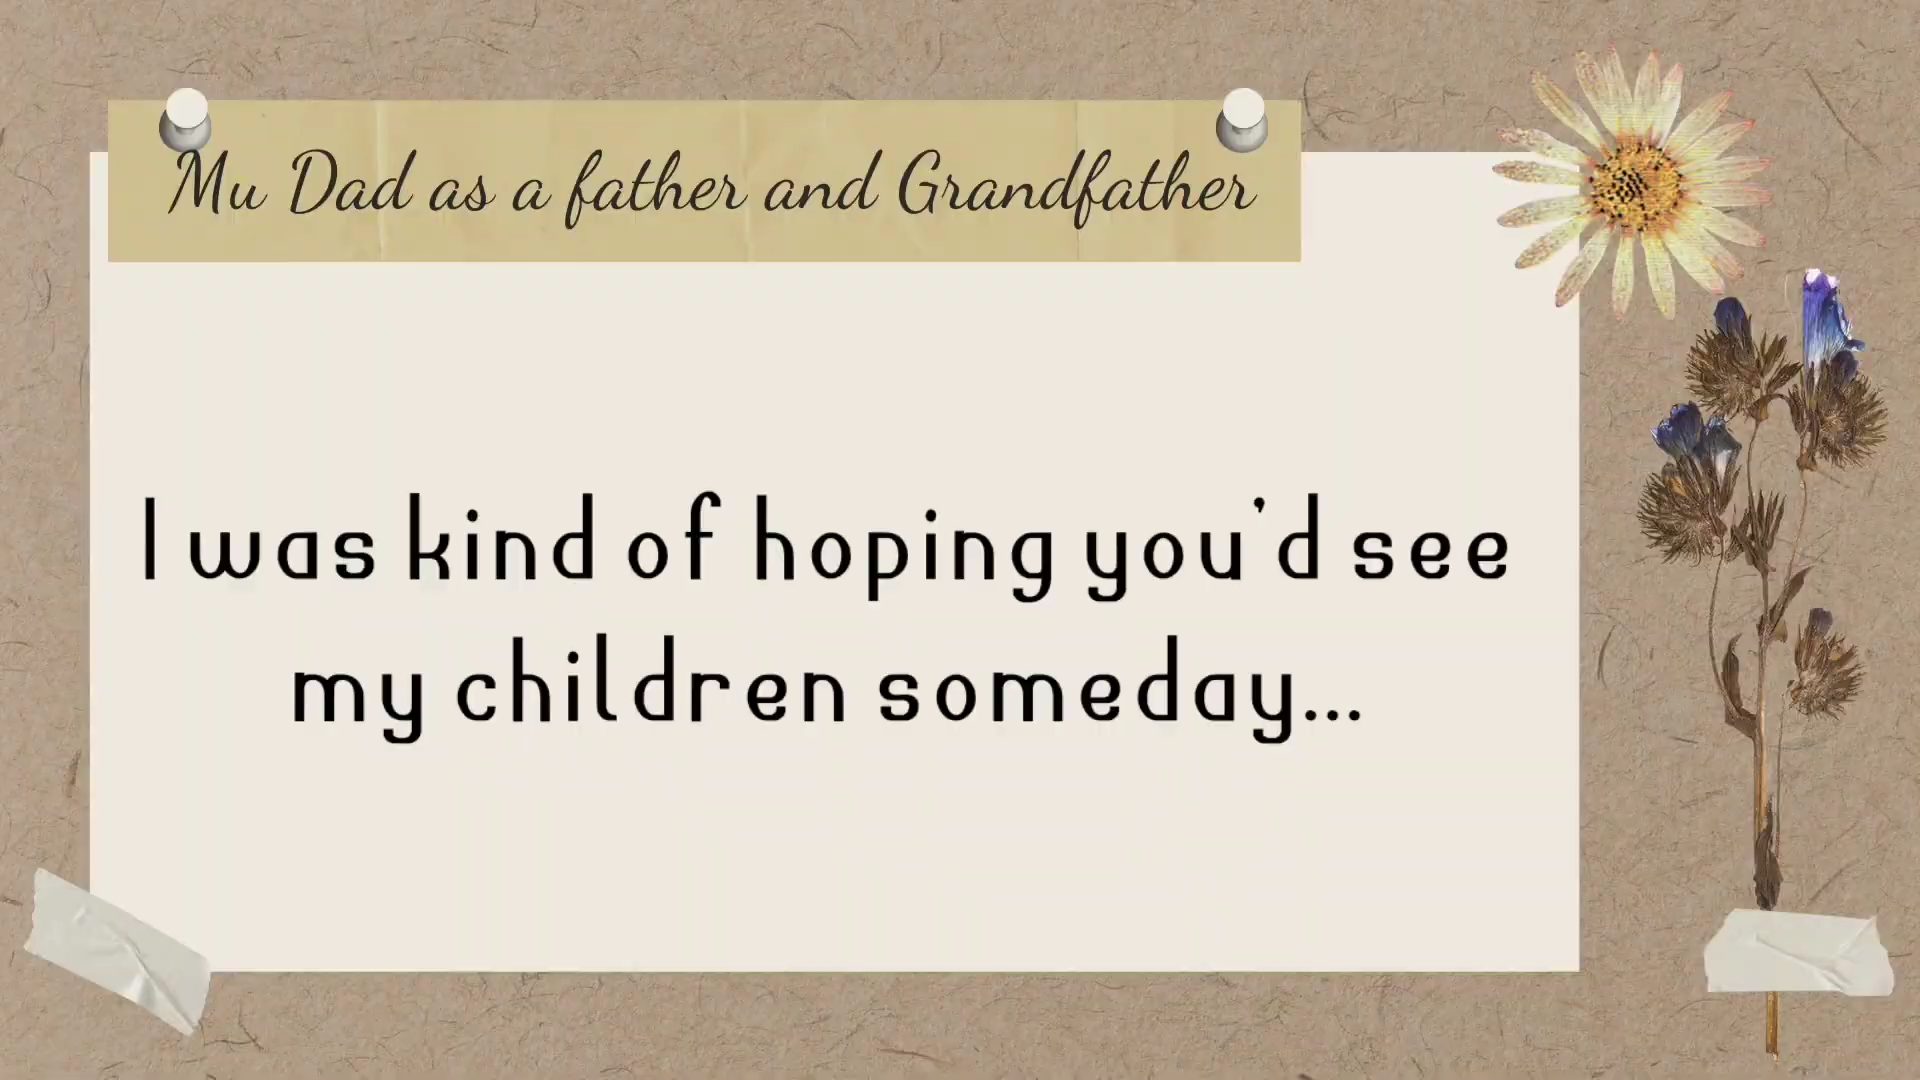 Mu Dad as a father and Grandfather
I was kind of hoping you'd see
my children someday...